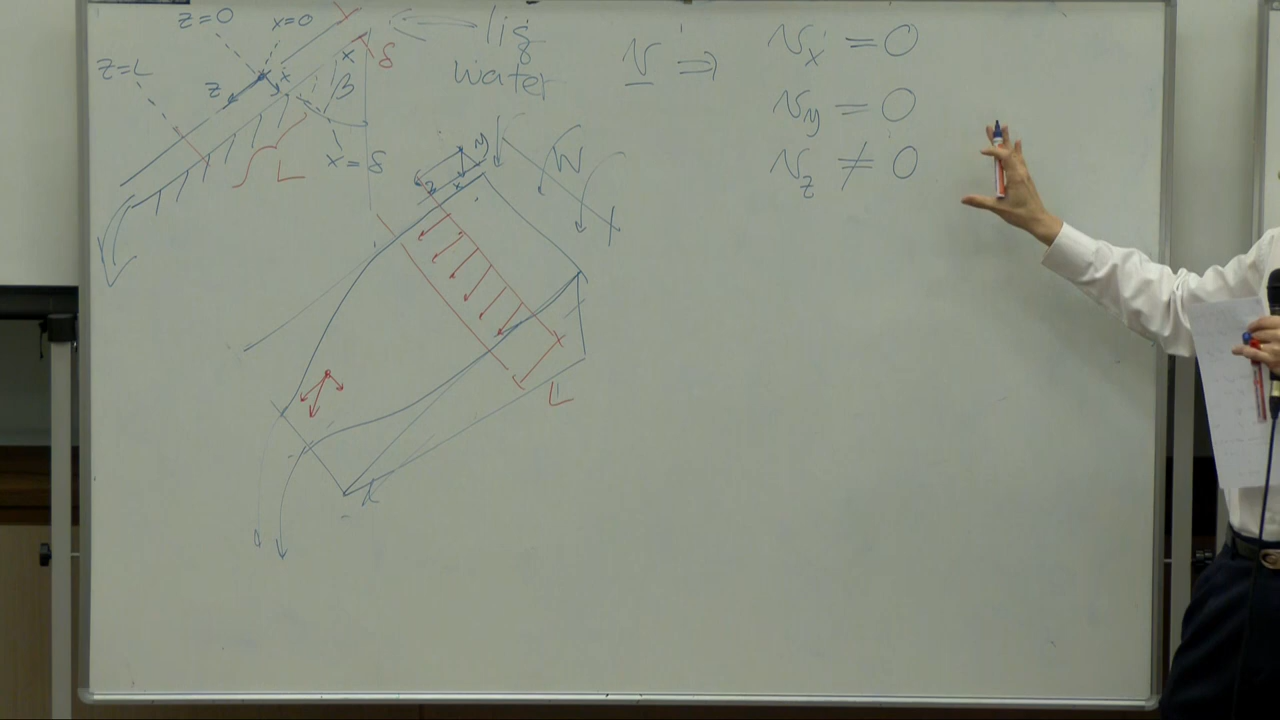 z=0
x=0
z=L
z
x
x
δ
β
x=δ
L
liq
water
y
z
x
W
L
v ⇒
v_x = 0
v_y = 0
v_z ≠ 0